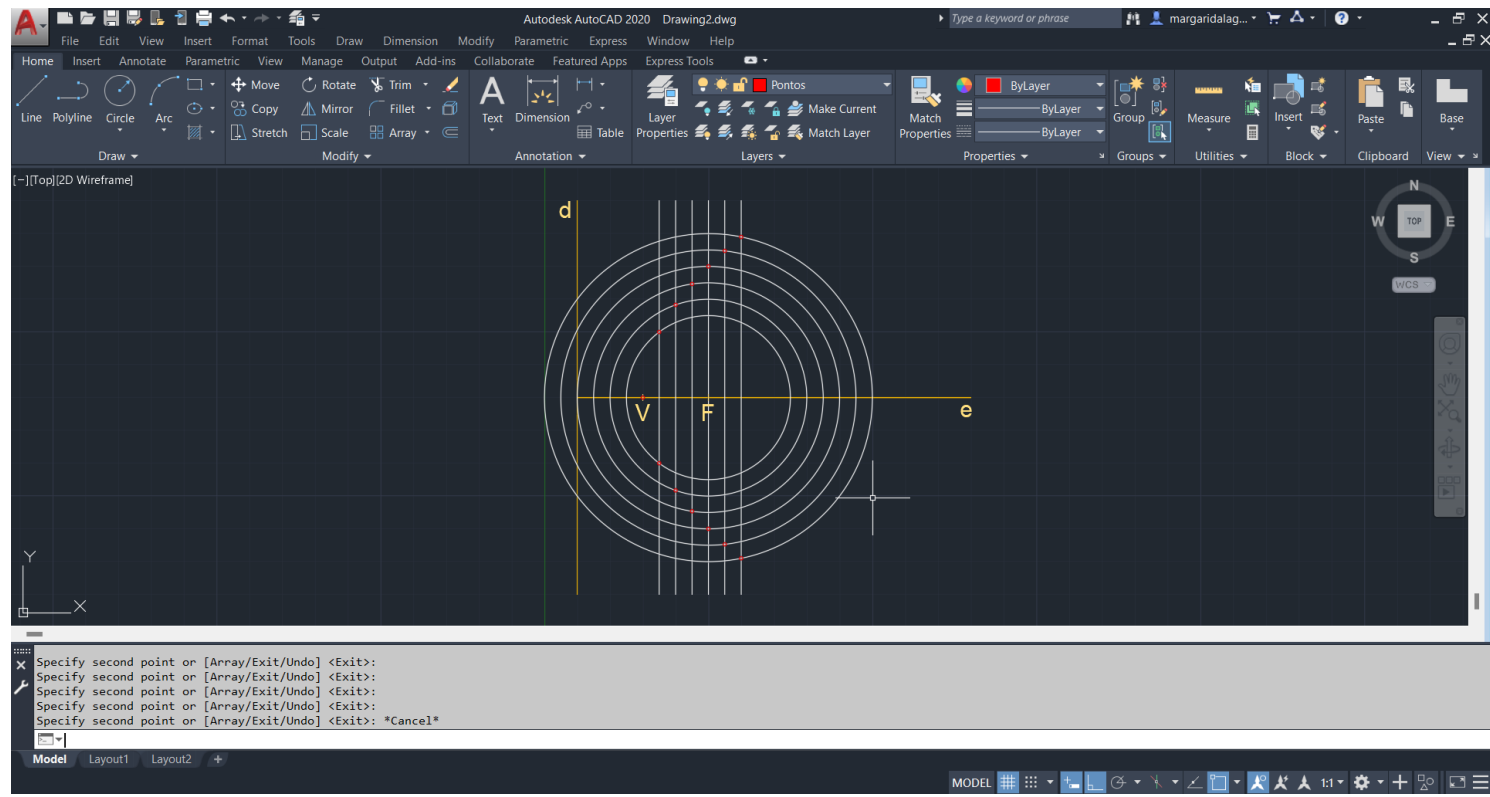 A Autodesk AutoCAD 2020 Drawing2.dwg Type a keyword or phrase margaridalag... ?
File Edit View Insert Format Tools Draw Dimension Modify Parametric Express Window Help
Home Insert Annotate Parametric View Manage Output Add-ins Collaborate Featured Apps Express Tools
Move Rotate Trim Pontos ByLayer
Line Polyline Circle Arc Copy Mirror Fillet A Text Dimension Layer Properties Make Current Match Properties ByLayer Group Measure Insert Paste Base
Stretch Scale Array Table Match Layer ByLayer
Draw Modify Annotation Layers Properties Groups Utilities Block Clipboard View
[−][Top][2D Wireframe]
N
d
W TOP E
S
WCS
V F e
Y
X
Specify second point or [Array/Exit/Undo] <Exit>:
Specify second point or [Array/Exit/Undo] <Exit>:
Specify second point or [Array/Exit/Undo] <Exit>:
Specify second point or [Array/Exit/Undo] <Exit>:
Specify second point or [Array/Exit/Undo] <Exit>: *Cancel*
Model Layout1 Layout2 +
MODEL 1:1